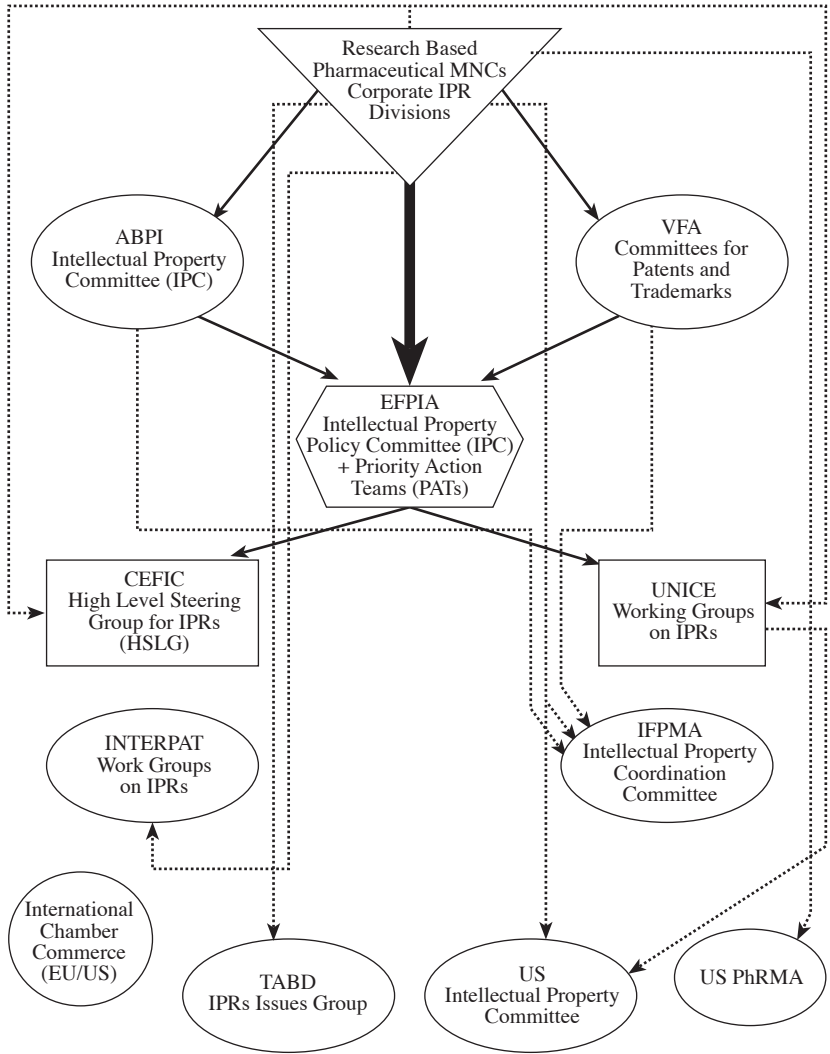 Research Based
Pharmaceutical MNCs
Corporate IPR
Divisions
ABPI
Intellectual Property
Committee (IPC)
VFA
Committees for
Patents and
Trademarks
EFPIA
Intellectual Property
Policy Committee (IPC)
+ Priority Action
Teams (PATs)
CEFIC
High Level Steering
Group for IPRs
(HSLG)
UNICE
Working Groups
on IPRs
INTERPAT
Work Groups
on IPRs
IFPMA
Intellectual Property
Coordination
Committee
International
Chamber
Commerce
(EU/US)
TABD
IPRs Issues Group
US
Intellectual Property
Committee
US PhRMA